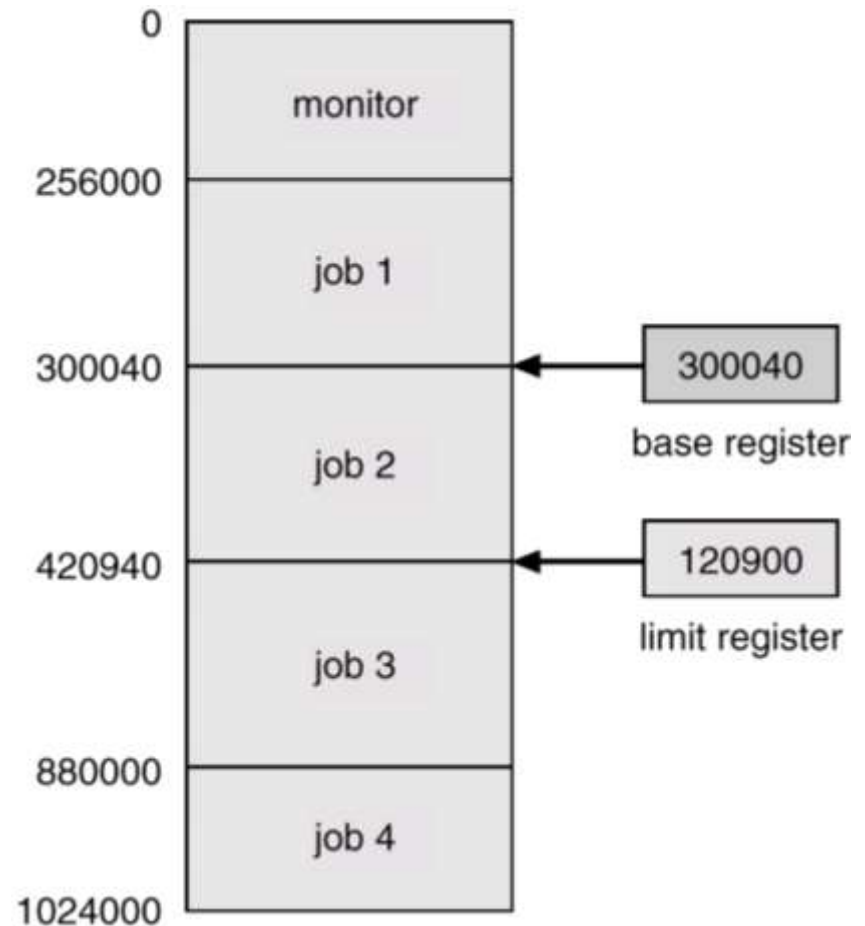 0
monitor
256000
job 1
300040
300040
base register
job 2
420940
120900
limit register
job 3
880000
job 4
1024000